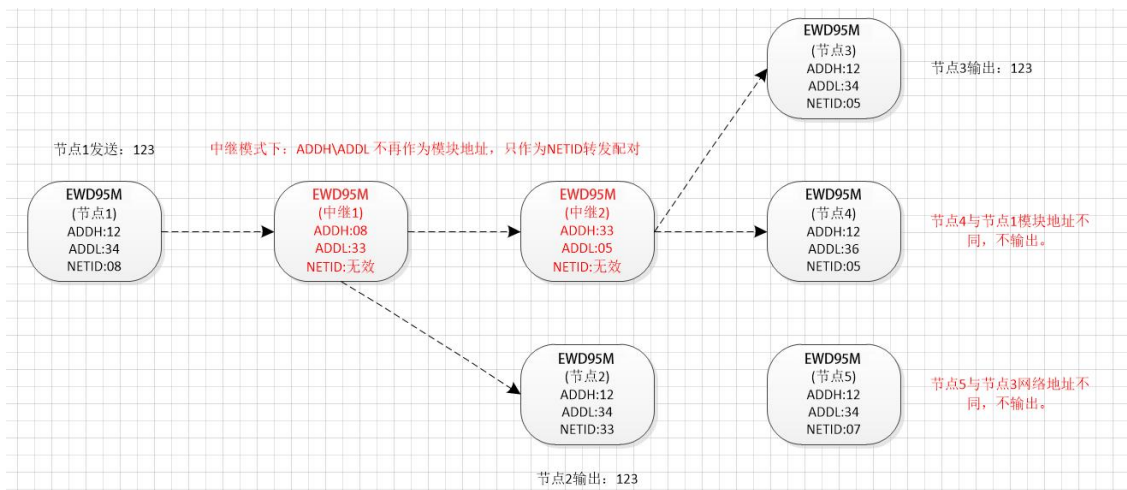 EWD95M
(节点3)
ADDH:12
ADDL:34
NETID:05
节点3输出：123
节点1发送：123
中继模式下：ADDH\ADDL 不再作为模块地址，只作为NETID转发配对
EWD95M
(节点1)
ADDH:12
ADDL:34
NETID:08
EWD95M
(中继1)
ADDH:08
ADDL:33
NETID:无效
EWD95M
(中继2)
ADDH:33
ADDL:05
NETID:无效
EWD95M
(节点4)
ADDH:12
ADDL:36
NETID:05
节点4与节点1模块地址不
同，不输出。
EWD95M
(节点2)
ADDH:12
ADDL:34
NETID:33
EWD95M
(节点5)
ADDH:12
ADDL:34
NETID:07
节点5与节点3网络地址不
同，不输出。
节点2输出：123